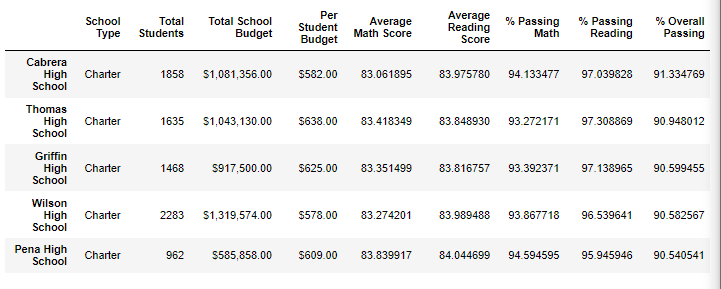 School Type Total Students Total School Budget Per Student Budget Average Math Score Average Reading Score % Passing Math % Passing Reading % Overall Passing
Cabrera High School Charter 1858 $1,081,356.00 $582.00 83.061895 83.975780 94.133477 97.039828 91.334769
Thomas High School Charter 1635 $1,043,130.00 $638.00 83.418349 83.848930 93.272171 97.308869 90.948012
Griffin High School Charter 1468 $917,500.00 $625.00 83.351499 83.816757 93.392371 97.138965 90.599455
Wilson High School Charter 2283 $1,319,574.00 $578.00 83.274201 83.989488 93.867718 96.539641 90.582567
Pena High School Charter 962 $585,858.00 $609.00 83.839917 84.044699 94.594595 95.945946 90.540541